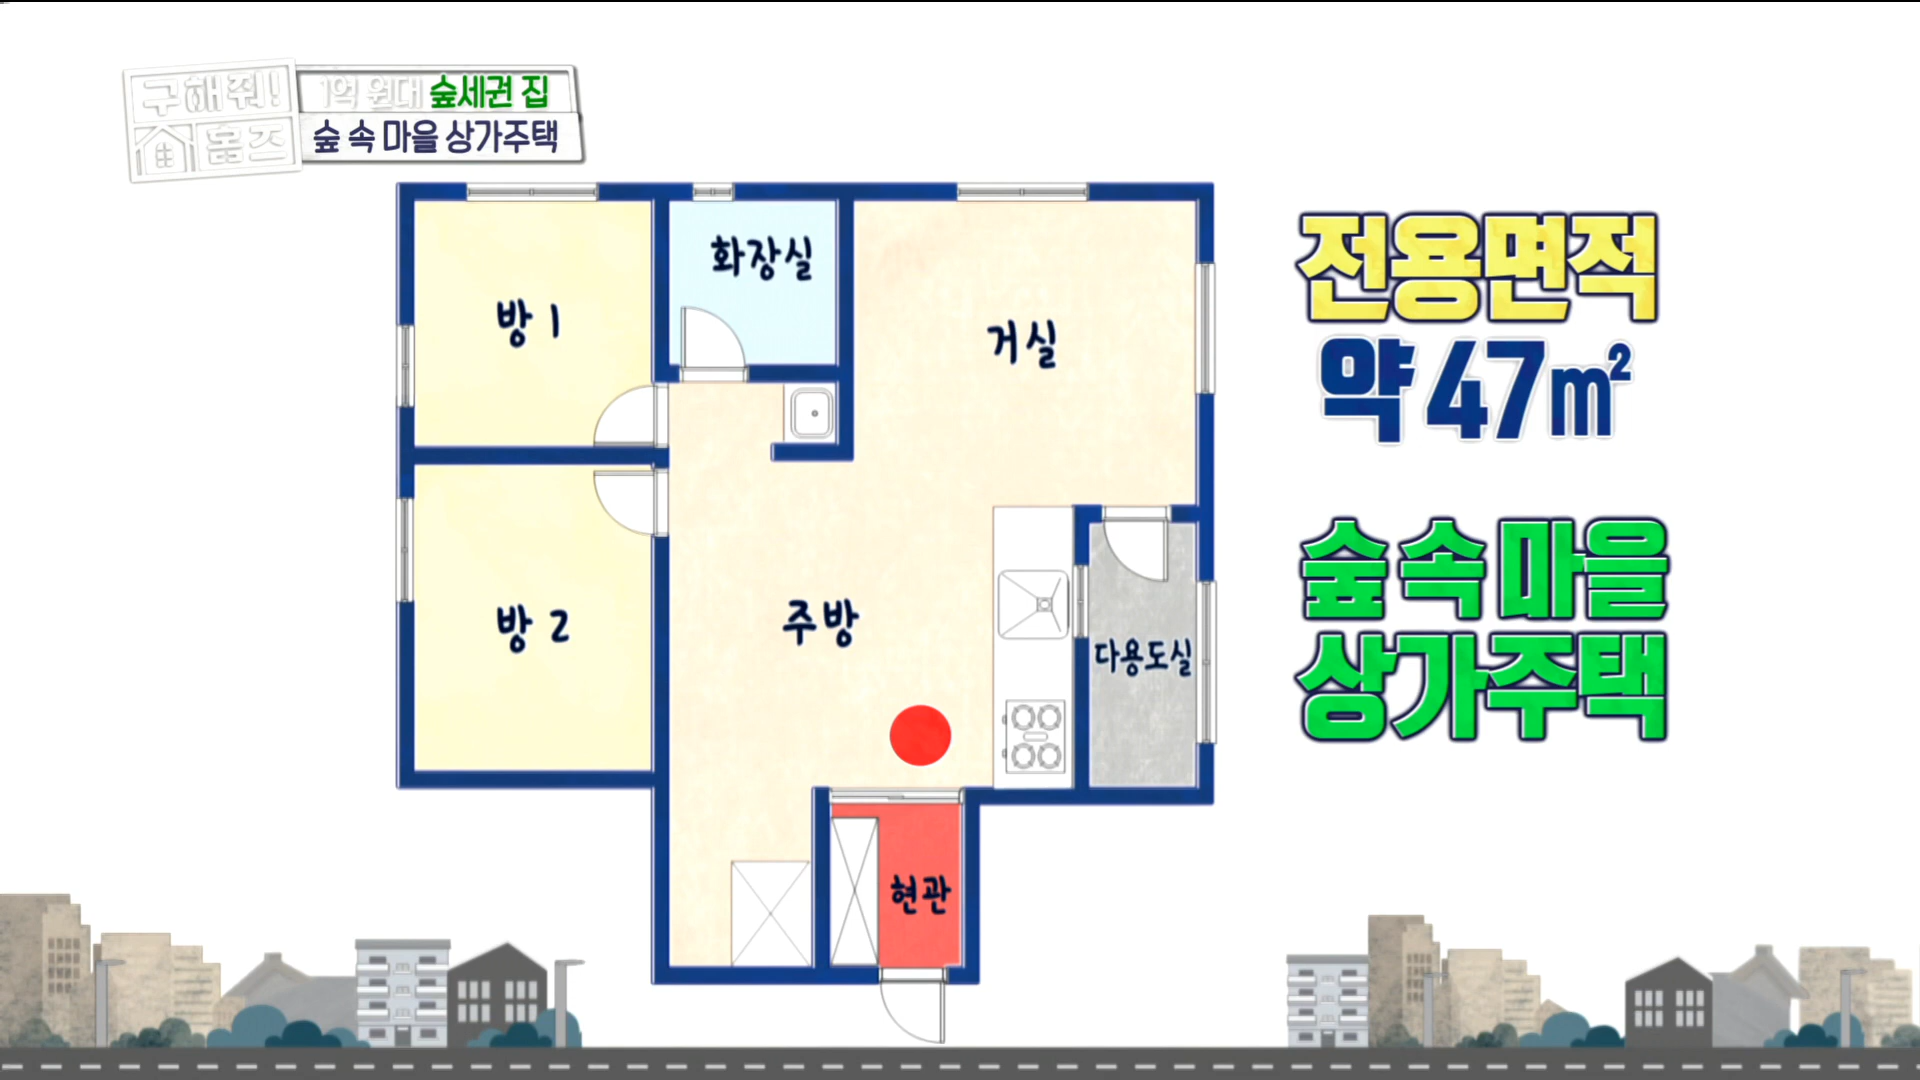 구해줘!
홈즈
1억 원대 숲세권 집
숲 속 마을 상가주택
방 1
화장실
거실
방 2
주방
다용도실
현관
전용면적
약 47㎡
숲 속 마을
상가주택